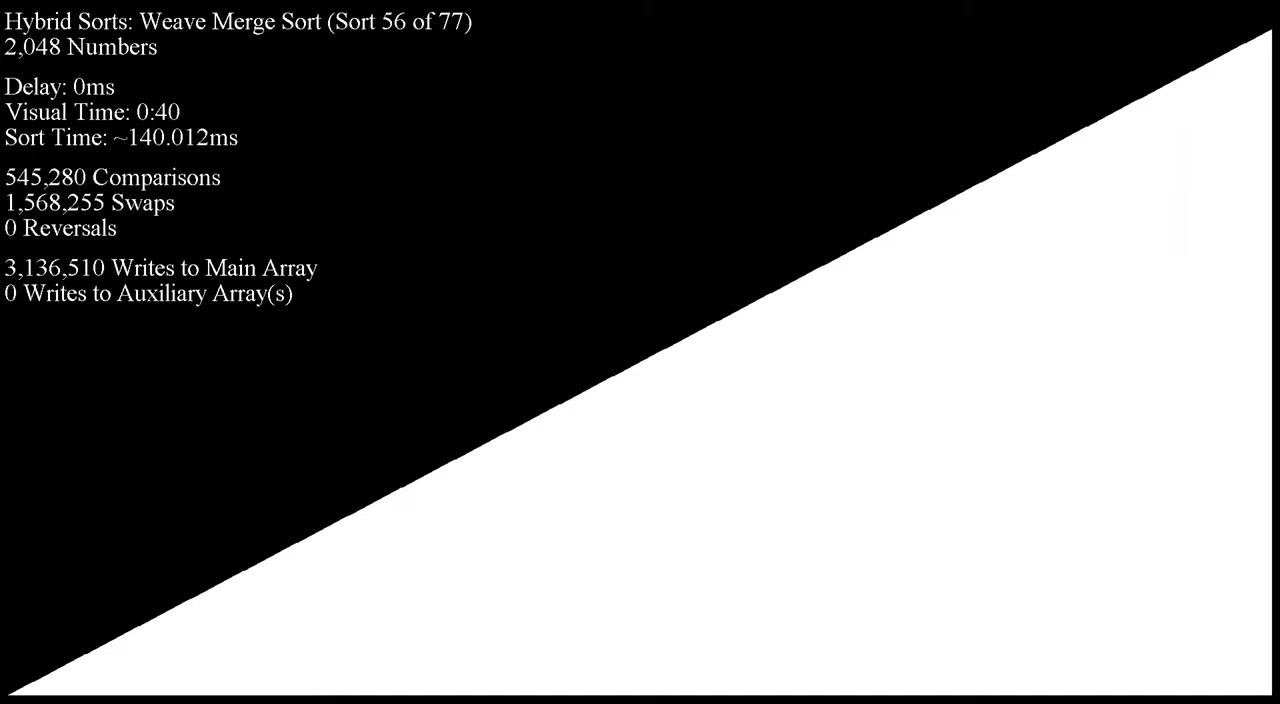 Hybrid Sorts: Weave Merge Sort (Sort 56 of 77)
2,048 Numbers
Delay: 0ms
Visual Time: 0:40
Sort Time: ~140.012ms
545,280 Comparisons
1,568,255 Swaps
0 Reversals
3,136,510 Writes to Main Array
0 Writes to Auxiliary Array(s)